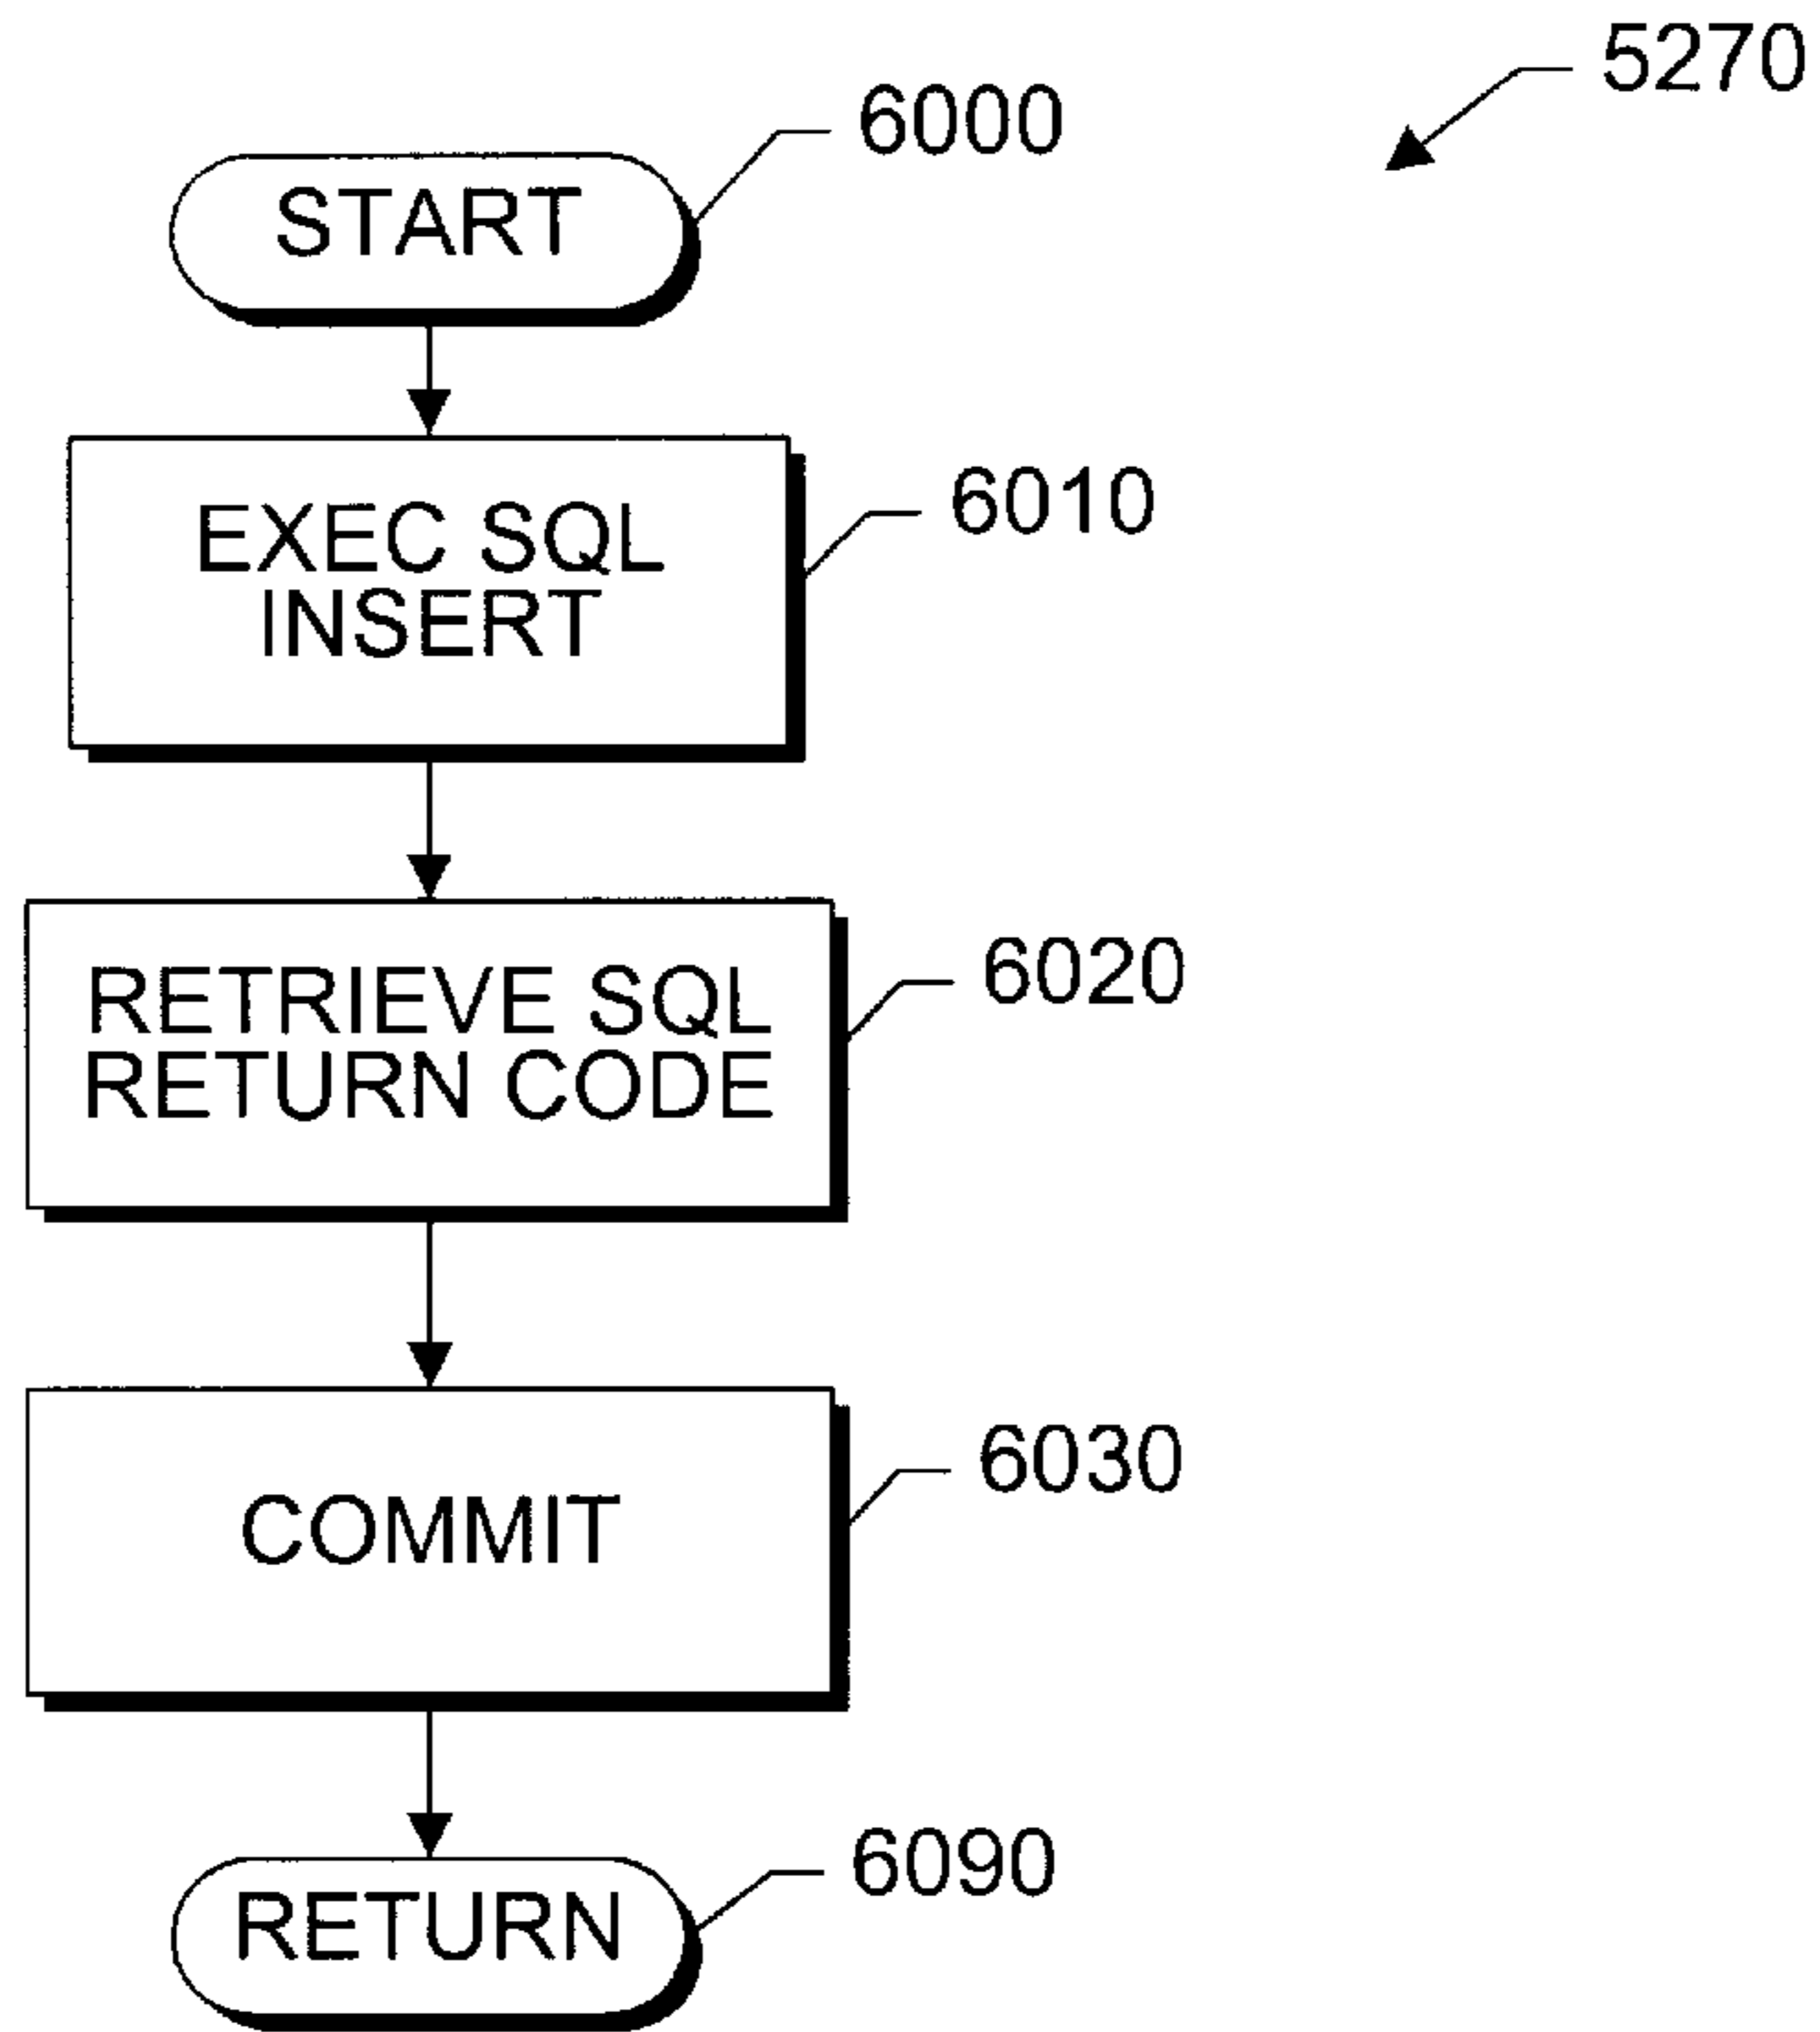 5270
6000
START
6010
EXEC SQL
INSERT
6020
RETRIEVE SQL
RETURN CODE
6030
COMMIT
6090
RETURN